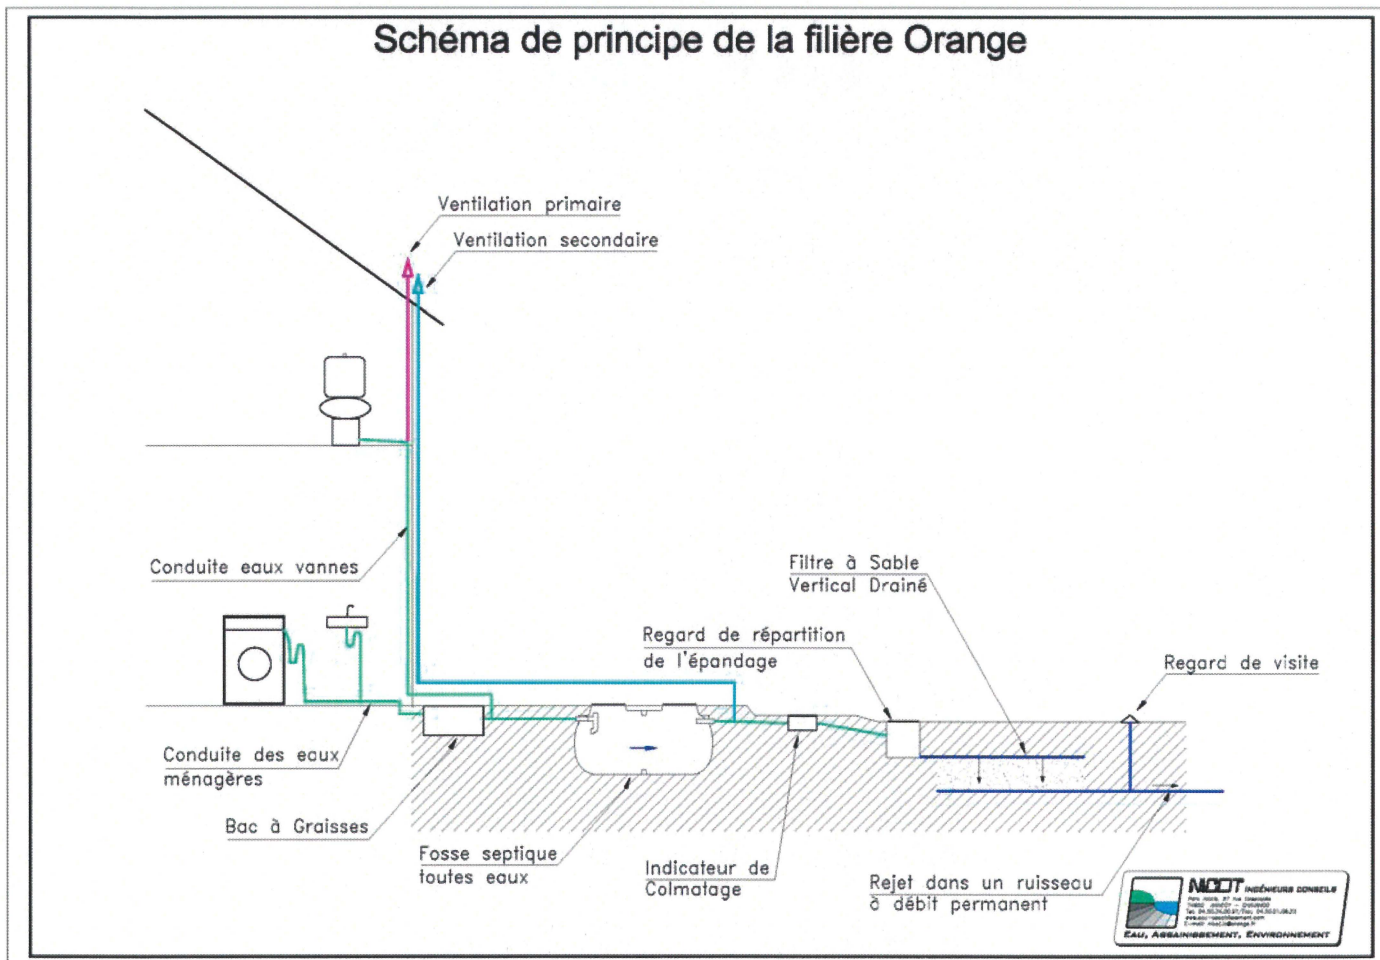 Schéma de principe de la filière Orange
Ventilation primaire
Ventilation secondaire
Conduite eaux vannes
Filtre à Sable
Vertical Drainé
Regard de répartition
de l'épandage
Regard de visite
Conduite des eaux
ménagères
Bac à Graisses
Fosse septique
toutes eaux
Indicateur de
Colmatage
Rejet dans un ruisseau
à débit permanent
NICOT INGÉNIEURS CONSEILS
EAU, ASSAINISSEMENT, ENVIRONNEMENT